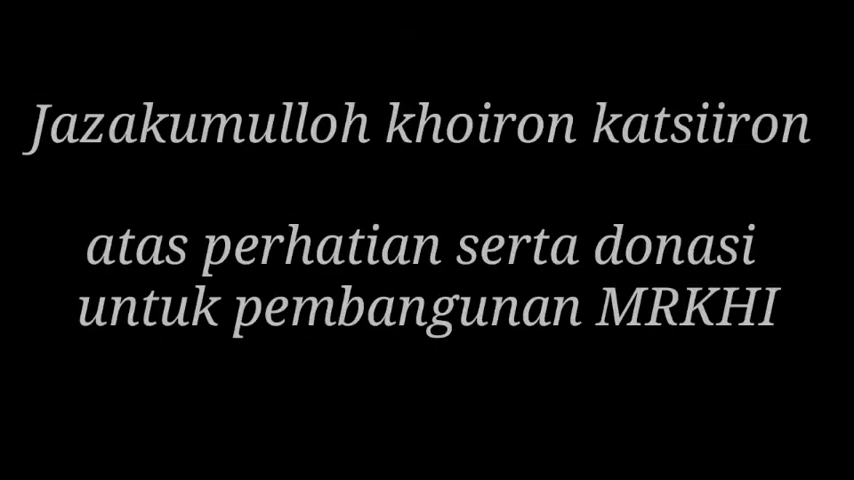 Jazakumulloh khoiron katsiiron
atas perhatian serta donasi
untuk pembangunan MRKHI